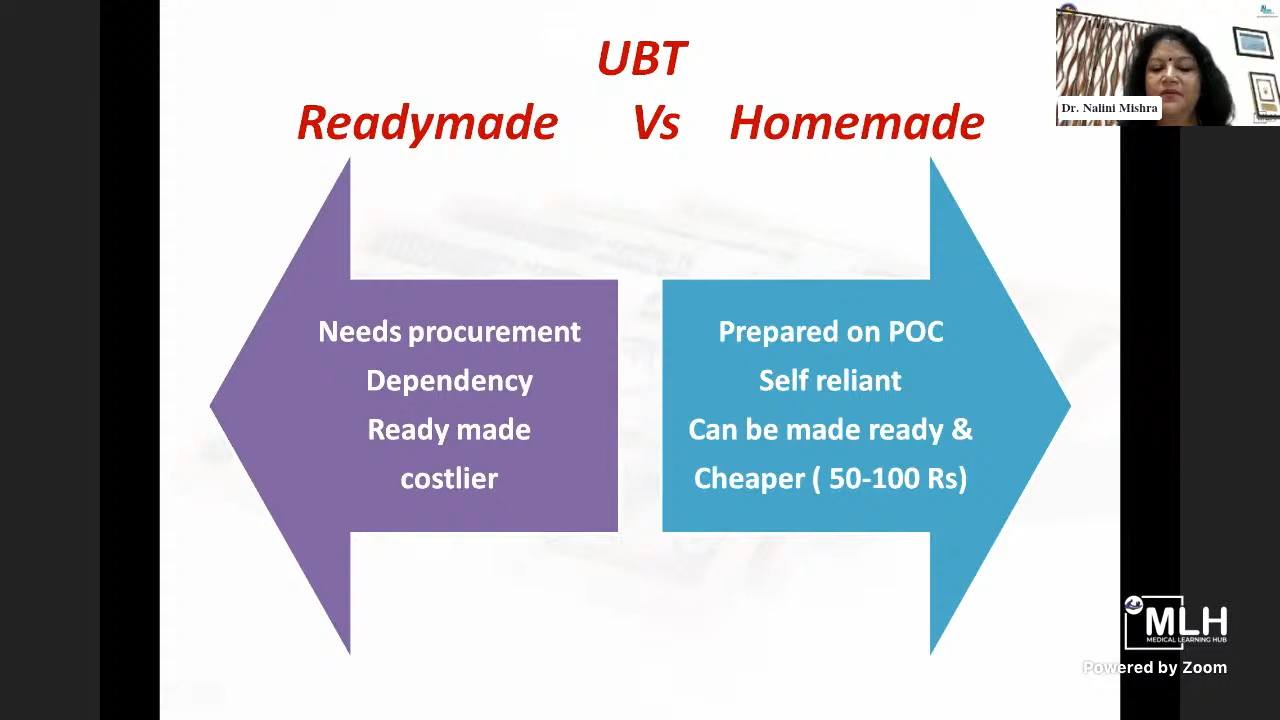 UBT
Readymade Vs Homemade
Needs procurement
Dependency
Ready made
costlier
Prepared on POC
Self reliant
Can be made ready &
Cheaper ( 50-100 Rs)
Dr. Nalini Mishra
MLH
MEDICAL LEARNING HUB
Powered by Zoom